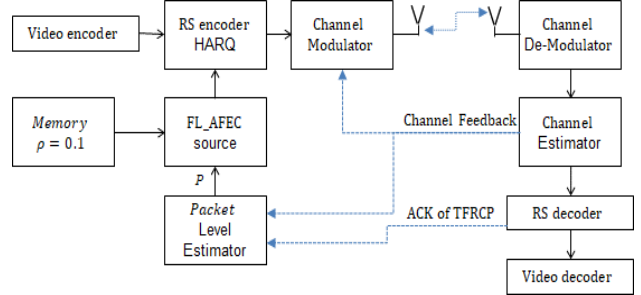 Video encoder
RS encoder
HARQ
Channel
Modulator
Channel
De-Modulator
Memory
ρ = 0.1
FL_AFEC
source
Channel Feedback
Channel
Estimator
P
Packet
Level
Estimator
ACK of TFRCP
RS decoder
Video decoder